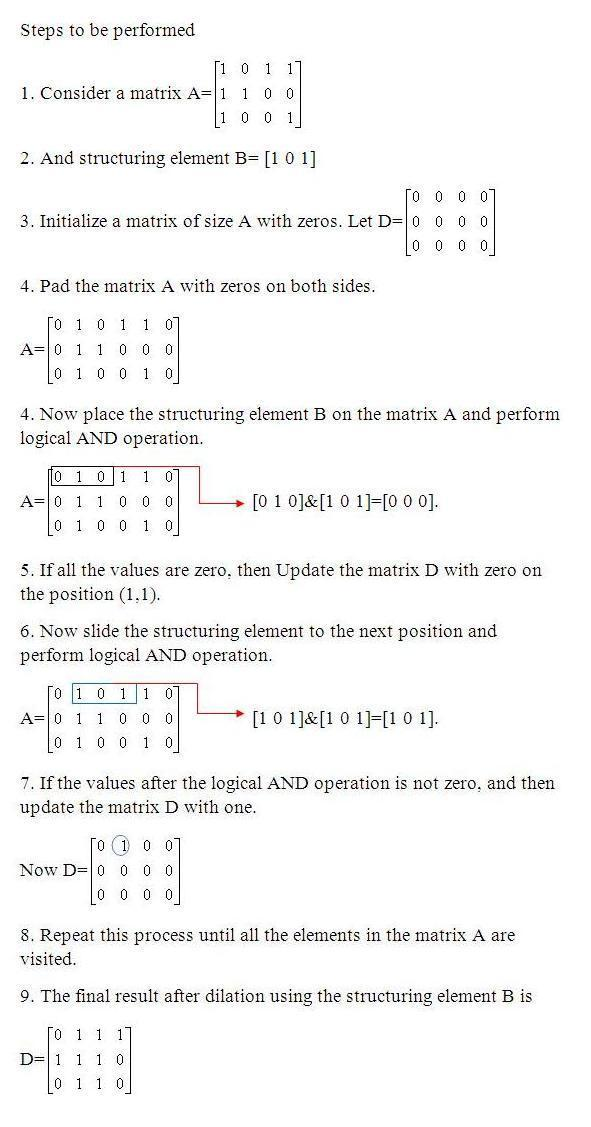 Steps to be performed
1 0 1 1
1. Consider a matrix A= 1 1 0 0
1 0 0 1
2. And structuring element B= [1 0 1]
0 0 0 0
3. Initialize a matrix of size A with zeros. Let D= 0 0 0 0
0 0 0 0
4. Pad the matrix A with zeros on both sides.
0 1 0 1 1 0
A= 0 1 1 0 0 0
0 1 0 0 1 0
4. Now place the structuring element B on the matrix A and perform
logical AND operation.
0 1 0 1 1 0
A= 0 1 1 0 0 0 [0 1 0]&[1 0 1]=[0 0 0].
0 1 0 0 1 0
5. If all the values are zero, then Update the matrix D with zero on
the position (1,1).
6. Now slide the structuring element to the next position and
perform logical AND operation.
0 1 0 1 1 0
A= 0 1 1 0 0 0 [1 0 1]&[1 0 1]=[1 0 1].
0 1 0 0 1 0
7. If the values after the logical AND operation is not zero, and then
update the matrix D with one.
0 1 0 0
Now D= 0 0 0 0
0 0 0 0
8. Repeat this process until all the elements in the matrix A are
visited.
9. The final result after dilation using the structuring element B is
0 1 1 1
D= 1 1 1 0
0 1 1 0